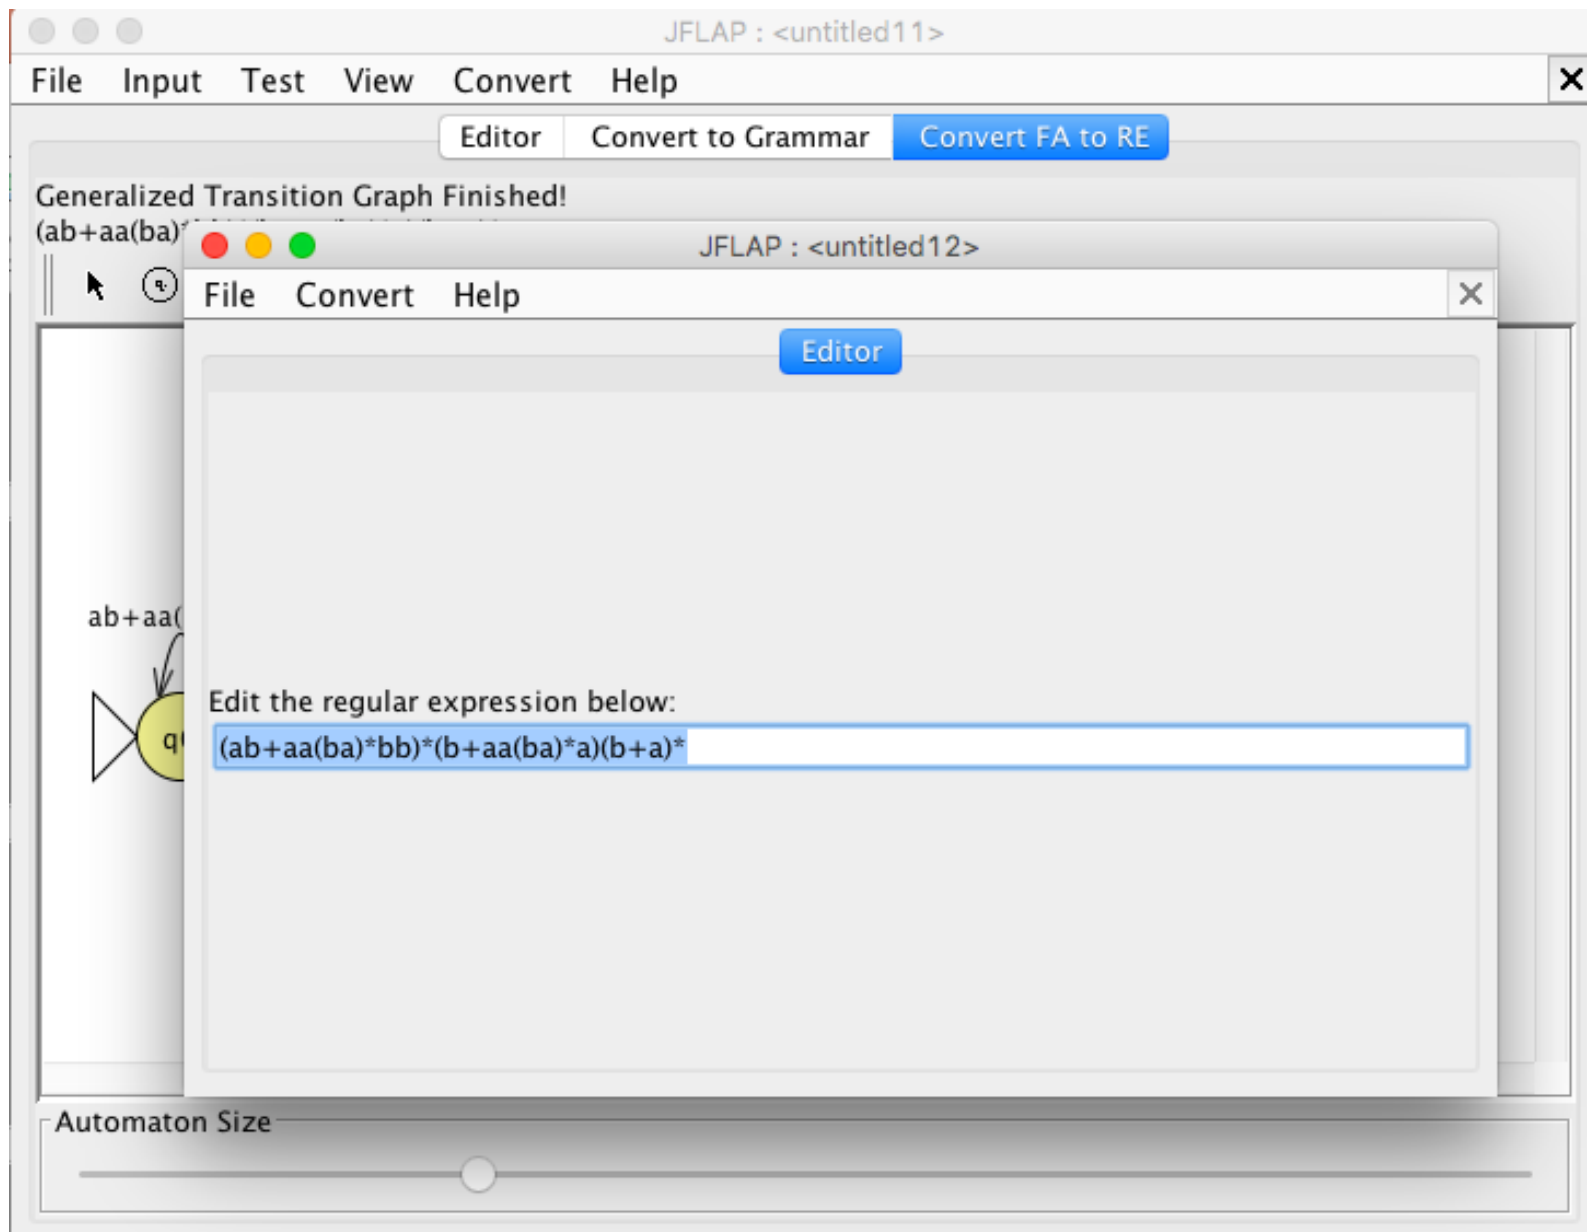 JFLAP : <untitled11>
File Input Test View Convert Help
Editor Convert to Grammar Convert FA to RE
Generalized Transition Graph Finished!
(ab+aa(ba)*
JFLAP : <untitled12>
File Convert Help
Editor
ab+aa(
Edit the regular expression below:
(ab+aa(ba)*bb)*(b+aa(ba)*a)(b+a)*
Automaton Size